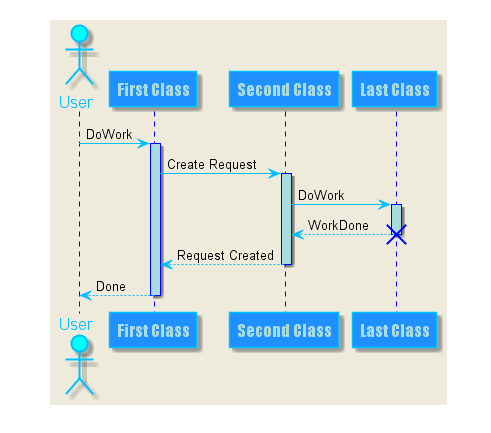 First Class Second Class Last Class
User
DoWork
Create Request
DoWork
WorkDone
Request Created
Done
User
First Class Second Class Last Class